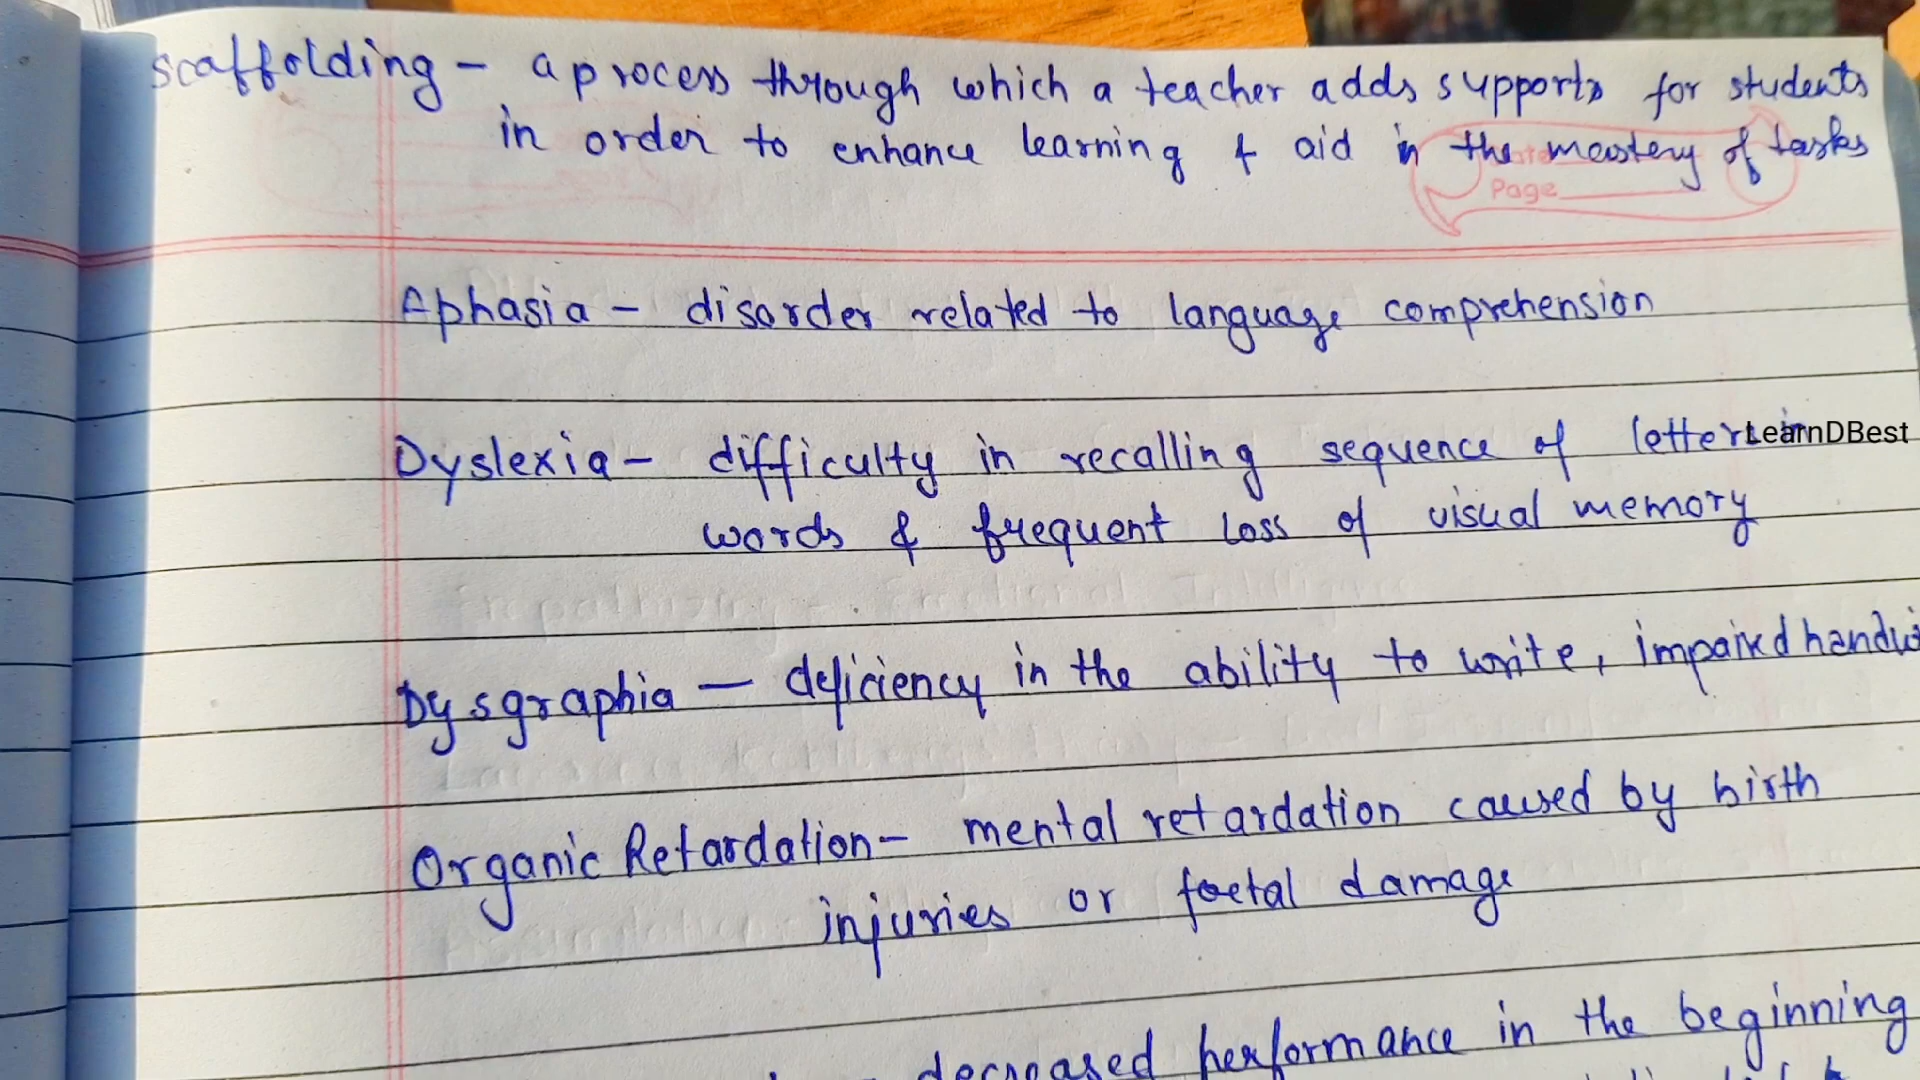 Scaffolding - a process through which a teacher adds supports for students
in order to enhance learning & aid in the mastery of tasks
Page
Aphasia - disorder related to language comprehension
Dyslexia - difficulty in recalling sequence of letters in
LearnDBest
words & frequent loss of visual memory
Dysgraphia - deficiency in the ability to write, impaired handwri
Organic Retardation - mental retardation caused by birth
injuries or foetal damage
decreased performance in the beginning